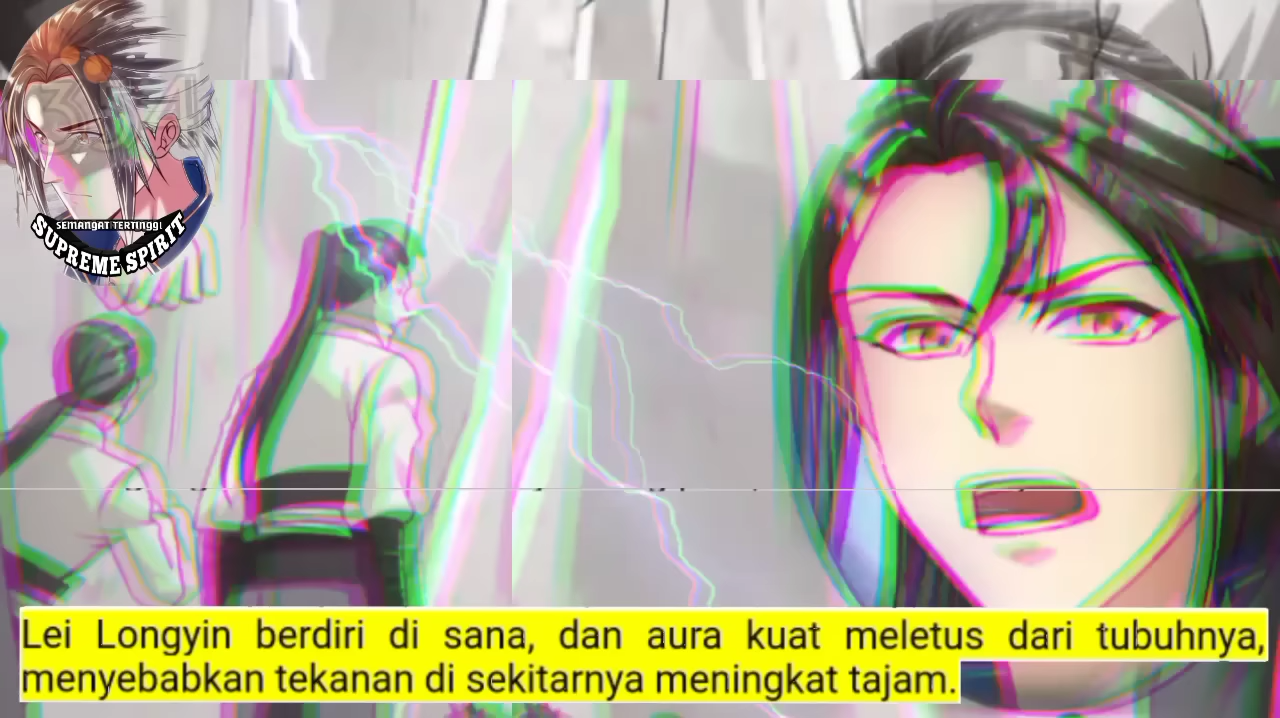 SEMANGAT TERTINGGI
SUPREME SPIRIT
Lei Longyin berdiri di sana, dan aura kuat meletus dari tubuhnya,
menyebabkan tekanan di sekitarnya meningkat tajam.